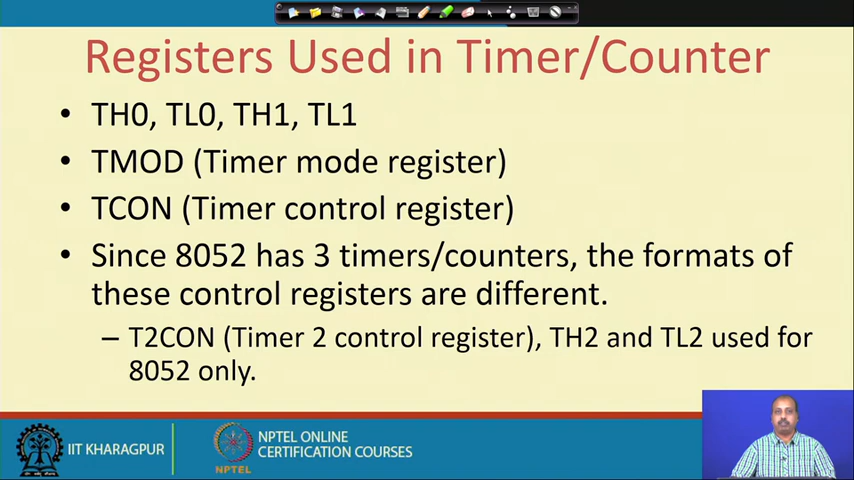 Registers Used in Timer/Counter
• TH0, TL0, TH1, TL1
• TMOD (Timer mode register)
• TCON (Timer control register)
• Since 8052 has 3 timers/counters, the formats of
these control registers are different.
– T2CON (Timer 2 control register), TH2 and TL2 used for
8052 only.
IIT KHARAGPUR
NPTEL
NPTEL ONLINE
CERTIFICATION COURSES